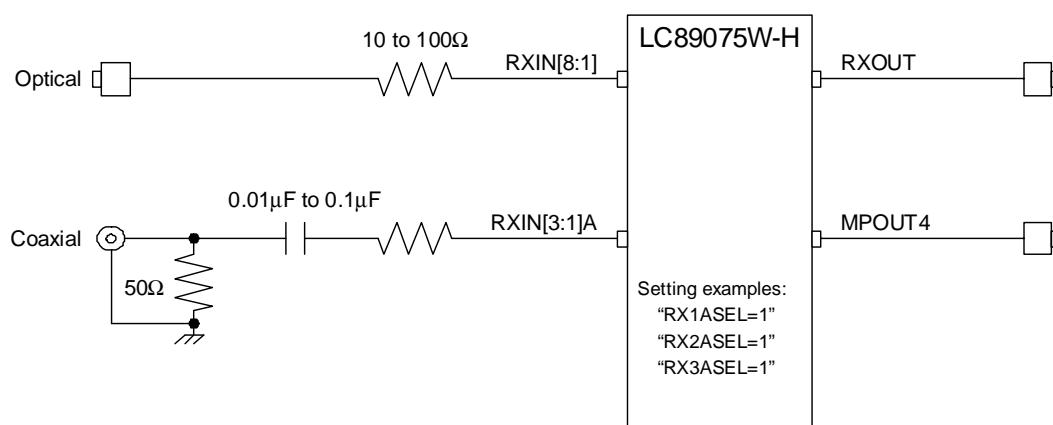 LC89075W-H
10 to 100Ω
Optical
RXIN[8:1]
RXOUT
0.01μF to 0.1μF
Coaxial
RXIN[3:1]A
MPOUT4
50Ω
Setting examples:
“RX1ASEL=1”
“RX2ASEL=1”
“RX3ASEL=1”